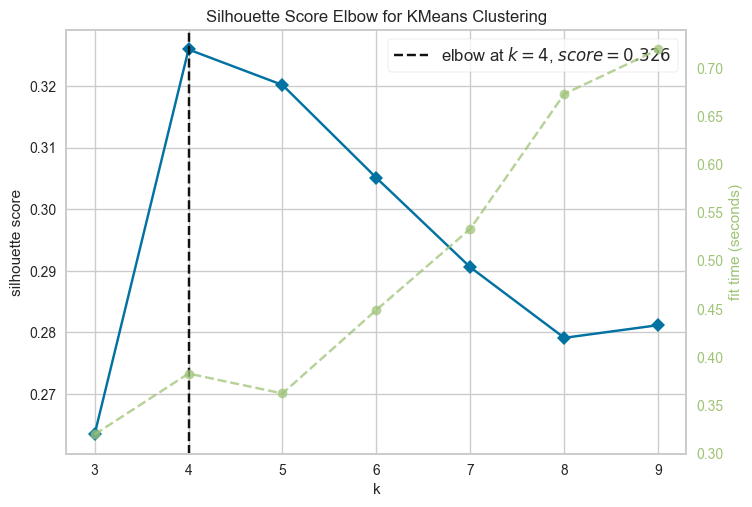 Silhouette Score Elbow for KMeans Clustering
elbow at k = 4, score = 0.326
silhouette score
0.32
0.31
0.30
0.29
0.28
0.27
0.70
0.65
0.60
0.55
0.50
0.45
0.40
0.35
0.30
fit time (seconds)
3 4 5 6 7 8 9
k